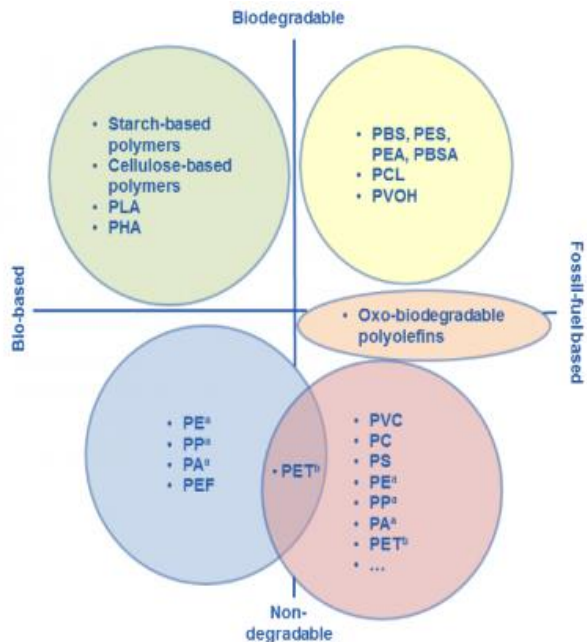 Biodegradable
• Starch-based
polymers
• Cellulose-based
polymers
• PLA
• PHA
• PBS, PES,
PEA, PBSA
• PCL
• PVOH
Bio-based
Fossil-fuel based
• Oxo-biodegradable
polyolefins
• PEᵃ
• PPᵃ
• PAᵃ
• PEF
• PETᵇ
• PVC
• PC
• PS
• PEᵃ
• PPᵃ
• PAᵃ
• PETᵇ
• ...
Non-
degradable